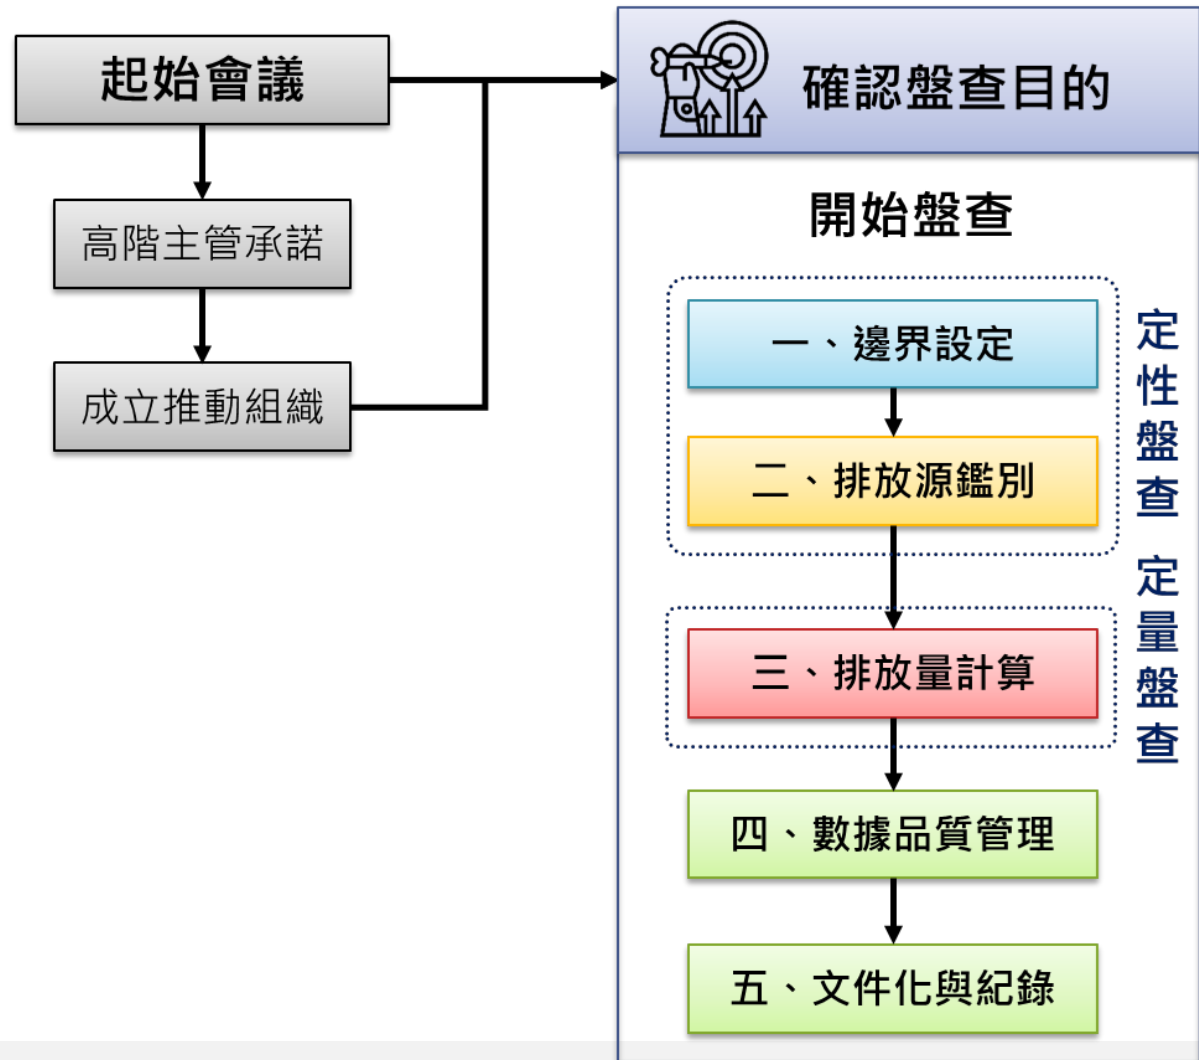 起始會議
高階主管承諾
成立推動組織
確認盤查目的
開始盤查
一、邊界設定
二、排放源鑑別
定性盤查
三、排放量計算
定量盤查
四、數據品質管理
五、文件化與紀錄